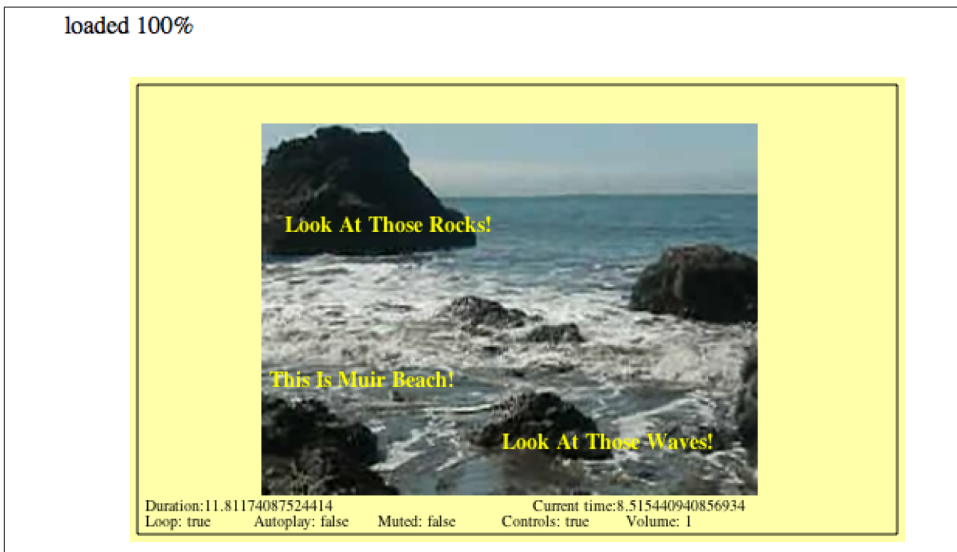 loaded 100%
Look At Those Rocks!
This Is Muir Beach!
Look At Those Waves!
Duration:11.81174087524414 Current time:8.515440940856934
Loop: true Autoplay: false Muted: false Controls: true Volume: 1